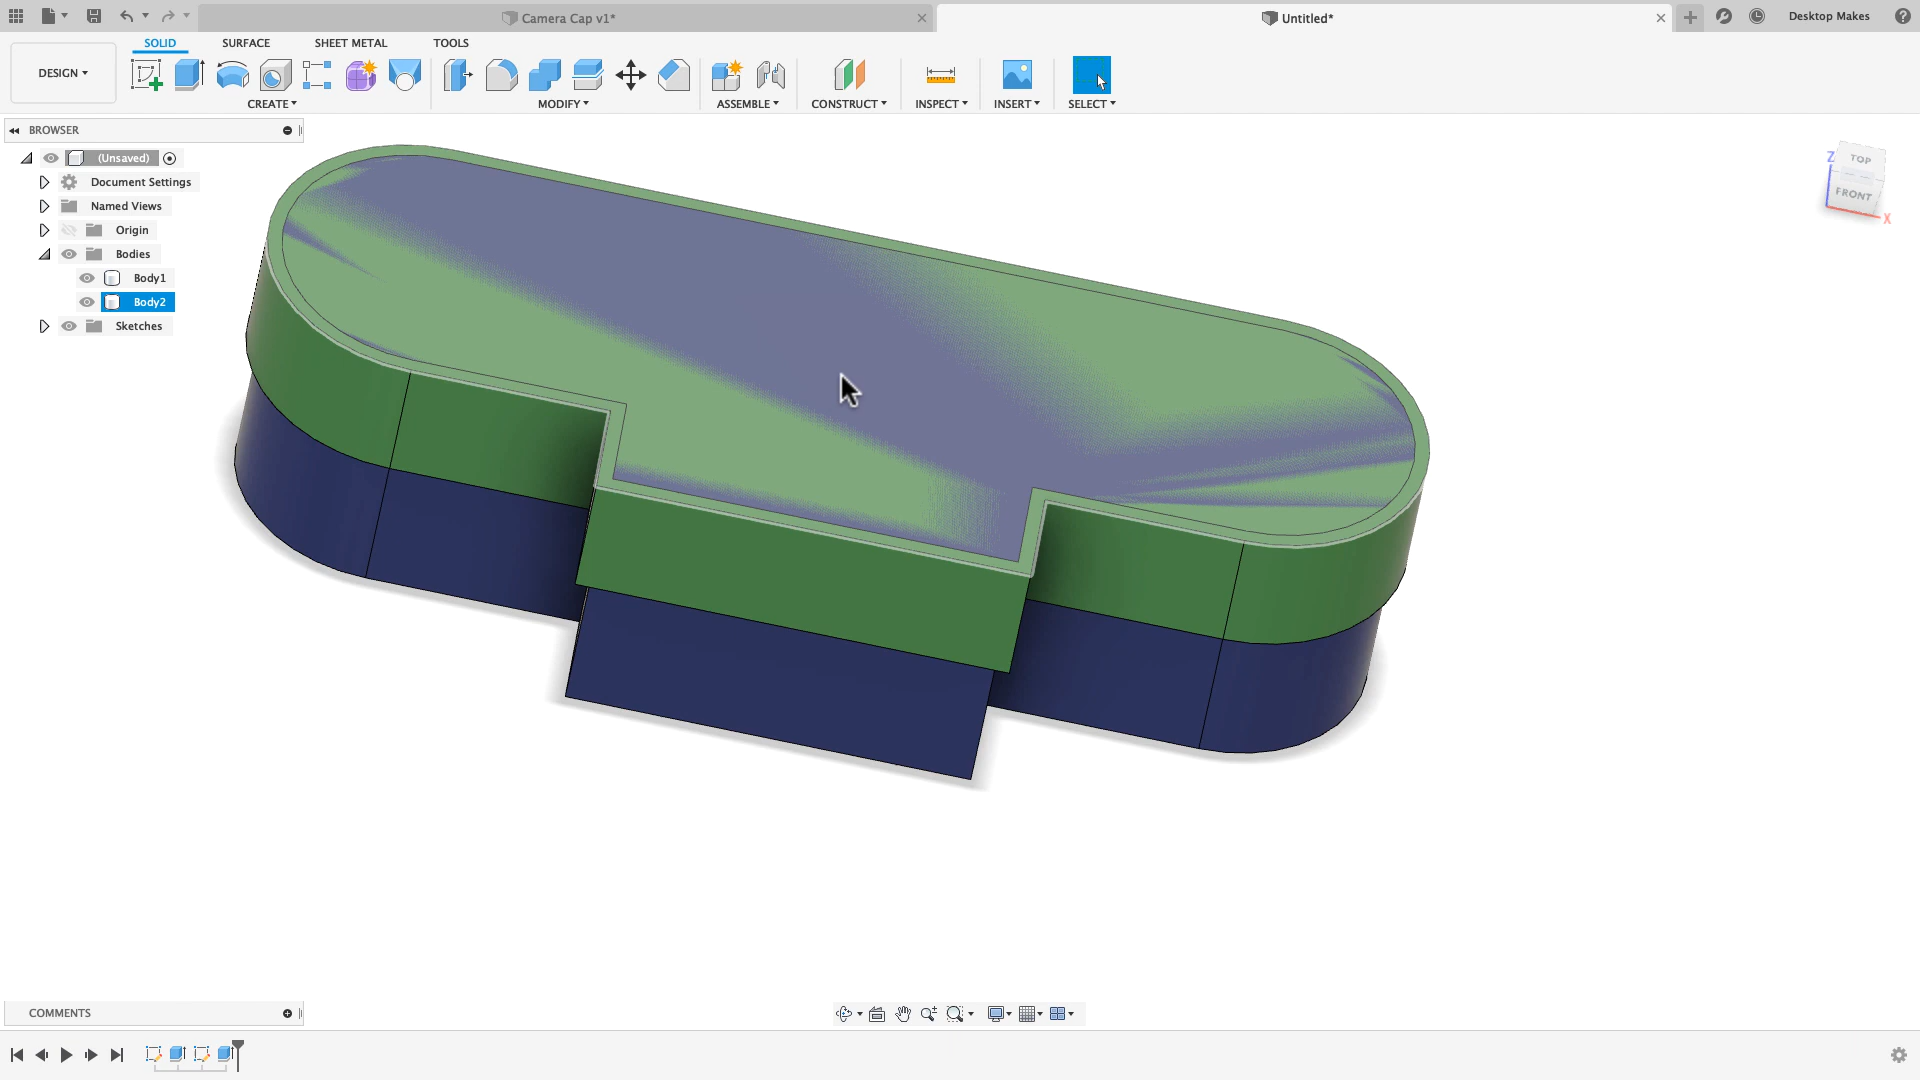 Camera Cap v1*
Untitled*
Desktop Makes
DESIGN
SOLID
SURFACE
SHEET METAL
TOOLS
CREATE
MODIFY
ASSEMBLE
CONSTRUCT
INSPECT
INSERT
SELECT
BROWSER
(Unsaved)
Document Settings
Named Views
Origin
Bodies
Body1
Body2
Sketches
TOP
FRONT
Z
X
COMMENTS